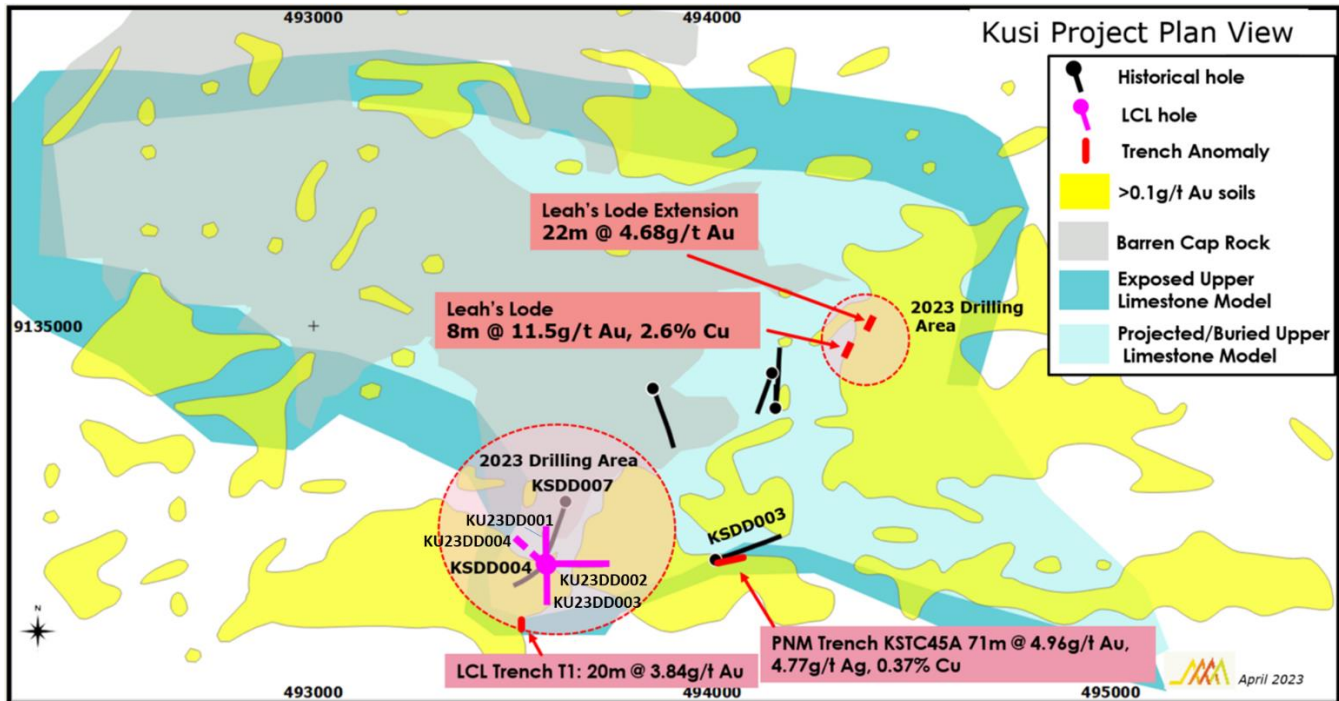 493000
494000
Kusi Project Plan View
Historical hole
LCL hole
Trench Anomaly
>0.1g/t Au soils
Barren Cap Rock
Exposed Upper
Limestone Model
Projected/Buried Upper
Limestone Model
Leah's Lode Extension
22m @ 4.68g/t Au
Leah's Lode
8m @ 11.5g/t Au, 2.6% Cu
9135000
2023 Drilling
Area
2023 Drilling Area
KSDD007
KU23DD001
KU23DD004
KSDD004
KU23DD002
KU23DD003
KSDD003
N
LCL Trench T1: 20m @ 3.84g/t Au
PNM Trench KSTC45A 71m @ 4.96g/t Au,
4.77g/t Ag, 0.37% Cu
493000
494000
495000
April 2023